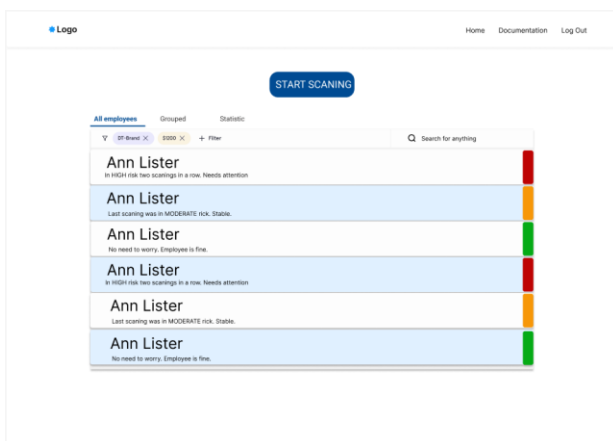 Logo
Home Documentation Log Out
START SCANING
All employees Grouped Statistic
DT-Brand × 01200 × + Filter Search for anything
Ann Lister
In HIGH risk two scanings in a row. Needs attention
Ann Lister
Last scaning was in MODERATE rick. Stable.
Ann Lister
No need to worry. Employee is fine.
Ann Lister
In HIGH risk two scanings in a row. Needs attention
Ann Lister
Last scaning was in MODERATE rick. Stable.
Ann Lister
No need to worry. Employee is fine.